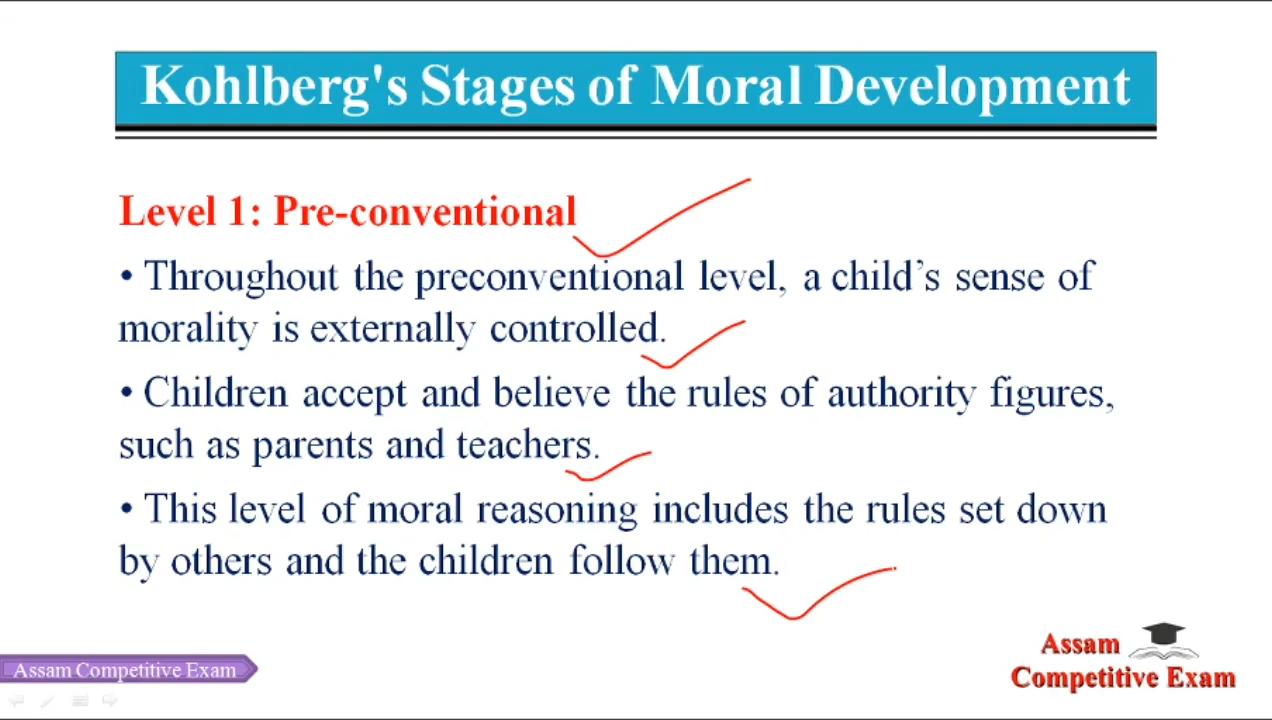 Kohlberg's Stages of Moral Development
Level 1: Pre-conventional
• Throughout the preconventional level, a child’s sense of
morality is externally controlled.
• Children accept and believe the rules of authority figures,
such as parents and teachers.
• This level of moral reasoning includes the rules set down
by others and the children follow them.
Assam Competitive Exam
Assam
Competitive Exam